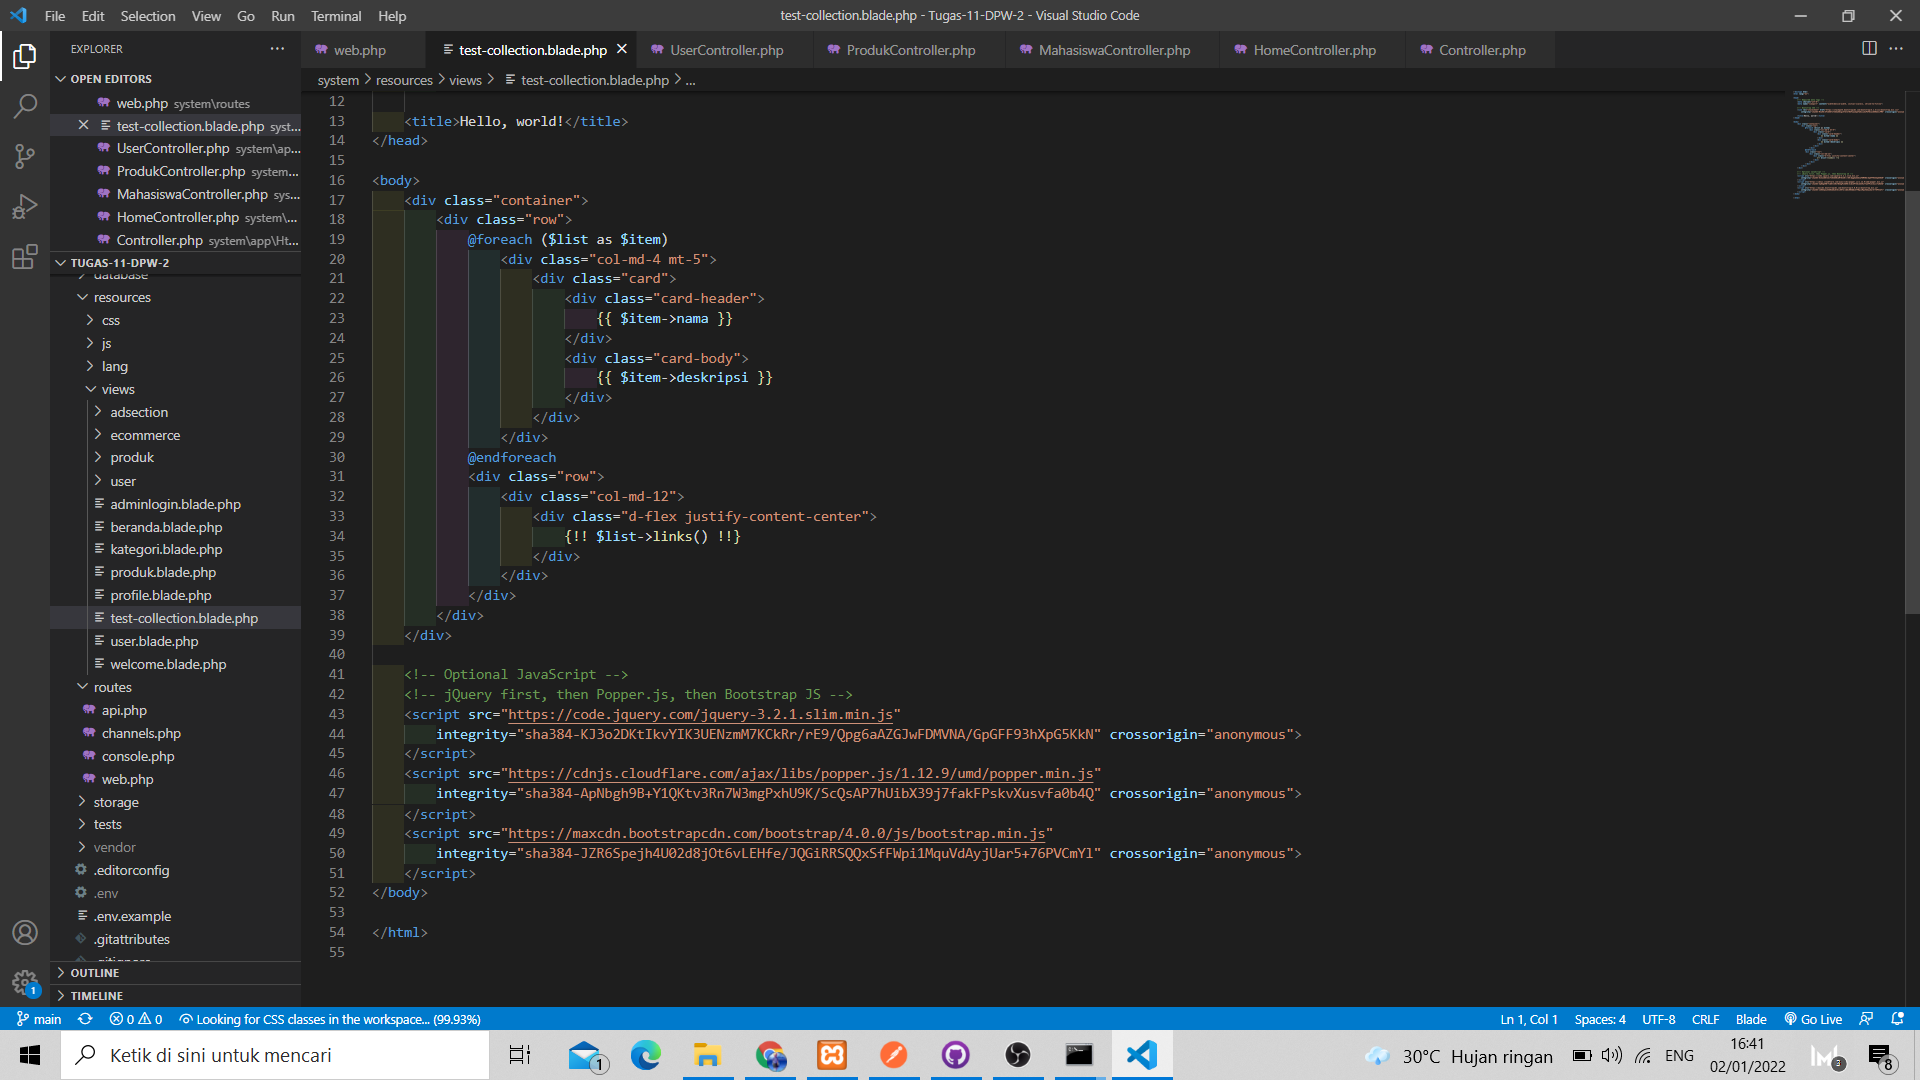 File Edit Selection View Go Run Terminal Help
test-collection.blade.php - Tugas-11-DPW-2 - Visual Studio Code
EXPLORER
web.php
test-collection.blade.php
UserController.php
ProdukController.php
MahasiswaController.php
HomeController.php
Controller.php
system > resources > views > test-collection.blade.php > ...
OPEN EDITORS
web.php system\routes
test-collection.blade.php syst...
UserController.php system\ap...
ProdukController.php system...
MahasiswaController.php sys...
HomeController.php system\...
Controller.php system\app\Ht...
TUGAS-11-DPW-2
database
resources
css
js
lang
views
adsection
ecommerce
produk
user
adminlogin.blade.php
beranda.blade.php
kategori.blade.php
produk.blade.php
profile.blade.php
test-collection.blade.php
user.blade.php
welcome.blade.php
routes
api.php
channels.php
console.php
web.php
storage
tests
vendor
.editorconfig
.env
.env.example
.gitattributes
.gitignore
OUTLINE
TIMELINE
12
13 <title>Hello, world!</title>
14 </head>
15
16 <body>
17 <div class="container">
18 <div class="row">
19 @foreach ($list as $item)
20 <div class="col-md-4 mt-5">
21 <div class="card">
22 <div class="card-header">
23 {{ $item->nama }}
24 </div>
25 <div class="card-body">
26 {{ $item->deskripsi }}
27 </div>
28 </div>
29 </div>
30 @endforeach
31 <div class="row">
32 <div class="col-md-12">
33 <div class="d-flex justify-content-center">
34 {!! $list->links() !!}
35 </div>
36 </div>
37 </div>
38 </div>
39 </div>
40
41 <!-- Optional JavaScript -->
42 <!-- jQuery first, then Popper.js, then Bootstrap JS -->
43 <script src="https://code.jquery.com/jquery-3.2.1.slim.min.js"
44 integrity="sha384-KJ3o2DKtIkvYIK3UENzmM7KCkRr/rE9/Qpg6aAZGJwFDMVNA/GpGFF93hXpG5KkN" crossorigin="anonymous">
45 </script>
46 <script src="https://cdnjs.cloudflare.com/ajax/libs/popper.js/1.12.9/umd/popper.min.js"
47 integrity="sha384-ApNbgh9B+Y1QKtv3Rn7W3mgPxhU9K/ScQsAP7hUibX39j7fakFPskvXusvfa0b4Q" crossorigin="anonymous">
48 </script>
49 <script src="https://maxcdn.bootstrapcdn.com/bootstrap/4.0.0/js/bootstrap.min.js"
50 integrity="sha384-JZR6Spejh4U02d8jOt6vLEHfe/JQGiRRSQQxSfFWpi1MquVdAyjUar5+76PVCmYl" crossorigin="anonymous">
51 </script>
52 </body>
53
54 </html>
55
1
main 0 0 Looking for CSS classes in the workspace... (99.93%)
Ln 1, Col 1 Spaces: 4 UTF-8 CRLF Blade Go Live
Ketik di sini untuk mencari
1
30°C Hujan ringan
ENG
16:41
02/01/2022
3
8